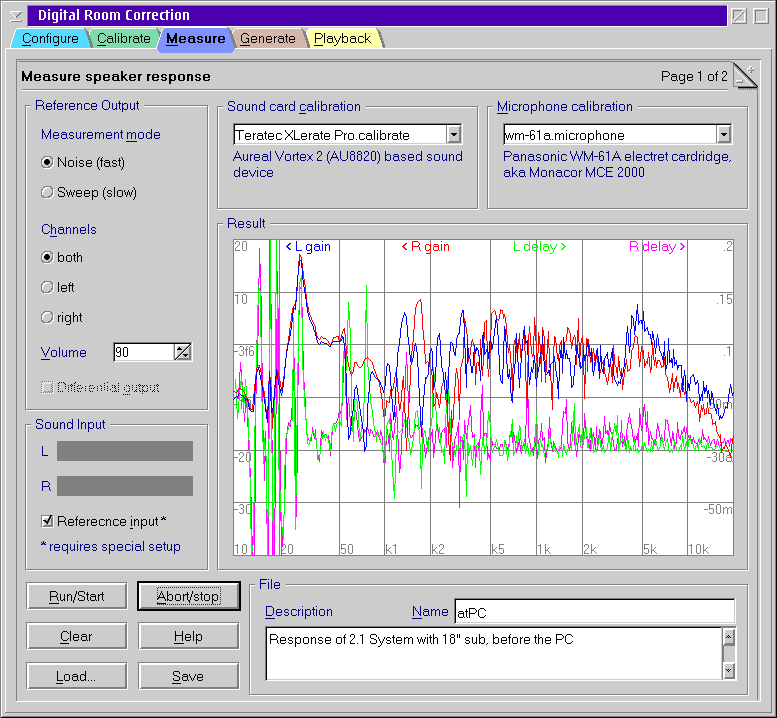 Digital Room Correction
Configure Calibrate Measure Generate Playback
Measure speaker response
Page 1 of 2
Reference Output
Measurement mode
Noise (fast)
Sweep (slow)
Channels
both
left
right
Volume 90
Differential output
Sound Input
L
R
Referecnce input*
*requires special setup
Sound card calibration
Teratec XLerate Pro.calibrate
Aureal Vortex 2 (AU8820) based sound
device
Microphone calibration
wm-61a.microphone
Panasonic WM-61A electret cardridge,
aka Monacor MCE 2000
Result
20 < L gain < R gain L delay > R delay > .2
10 .15
-3f6 .1
-20 -30a
-50m
10 20 50 k1 k2 k5 1k 2k 5k 10k
Run/Start Abort/stop
Clear Help
Load... Save
File
Description Name atPC
Response of 2.1 System with 18" sub, before the PC